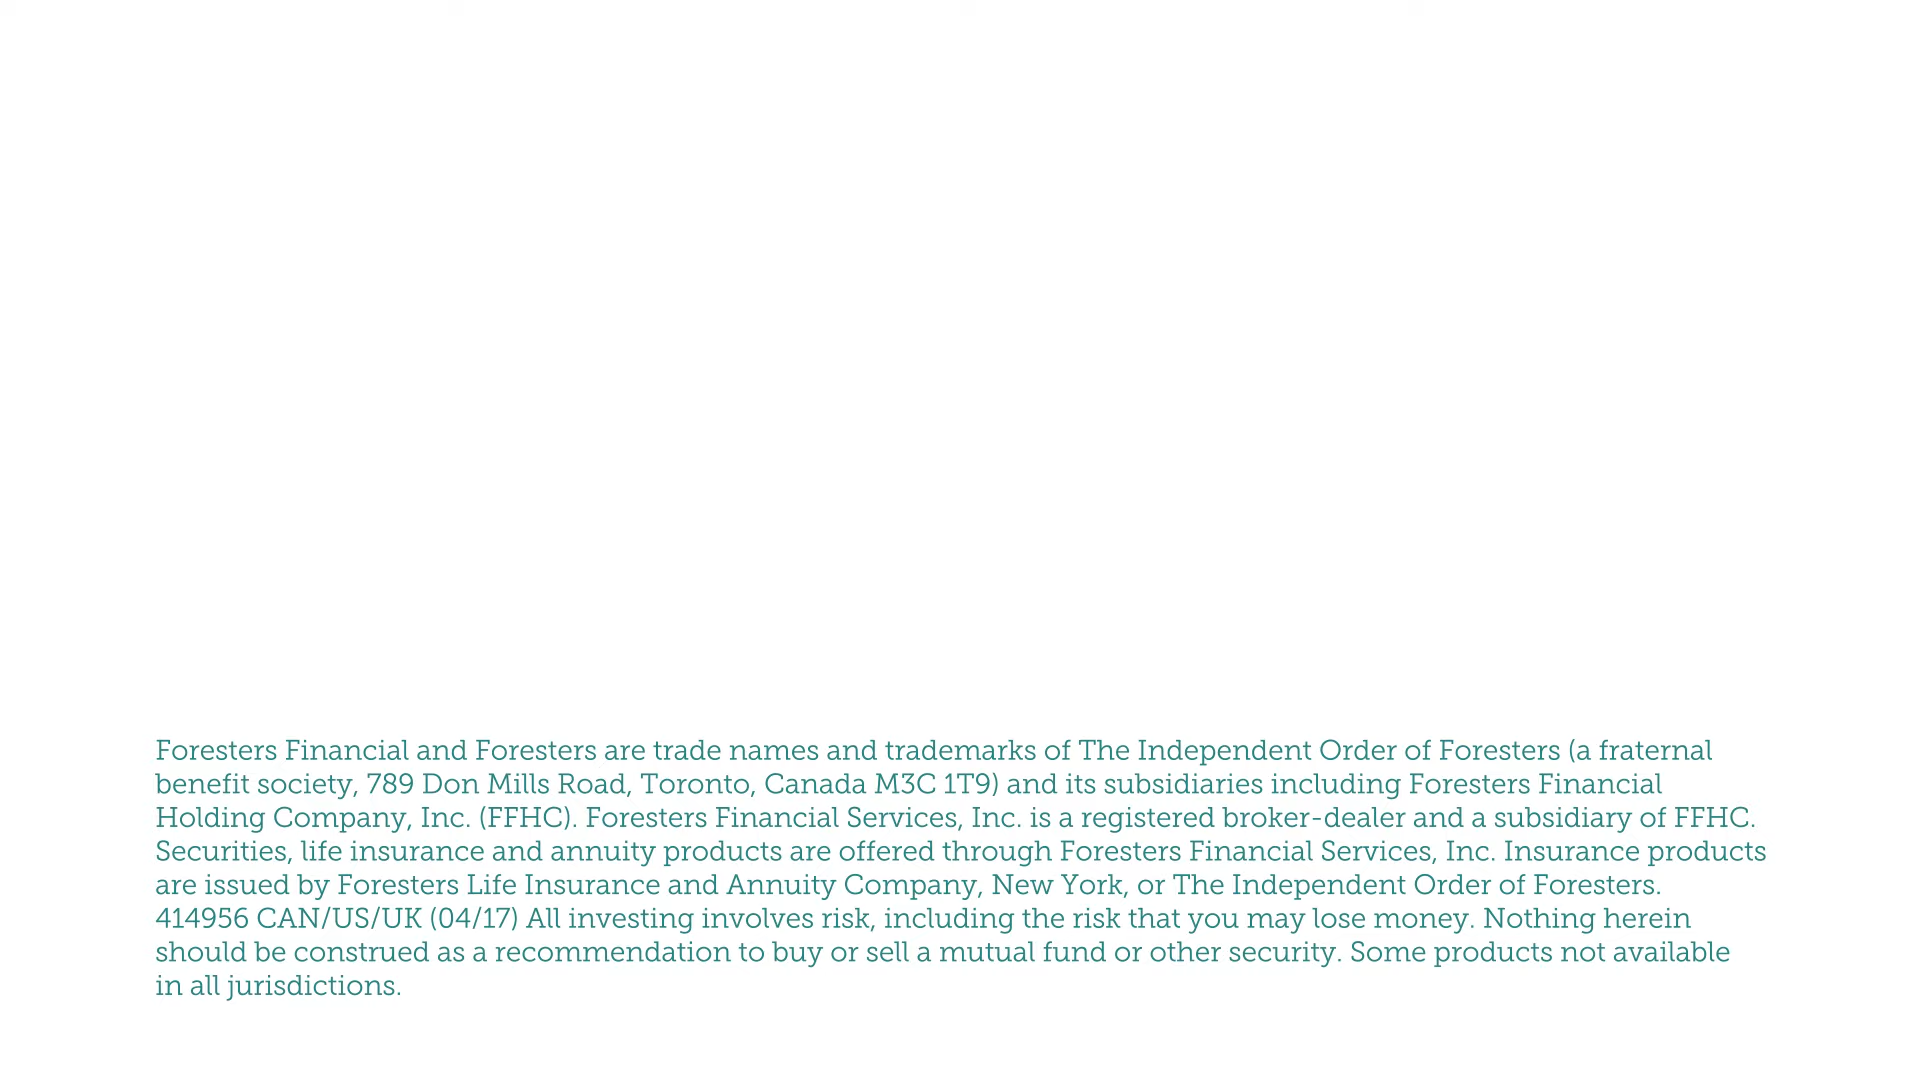 Foresters Financial and Foresters are trade names and trademarks of The Independent Order of Foresters (a fraternal
benefit society, 789 Don Mills Road, Toronto, Canada M3C 1T9) and its subsidiaries including Foresters Financial
Holding Company, Inc. (FFHC). Foresters Financial Services, Inc. is a registered broker-dealer and a subsidiary of FFHC.
Securities, life insurance and annuity products are offered through Foresters Financial Services, Inc. Insurance products
are issued by Foresters Life Insurance and Annuity Company, New York, or The Independent Order of Foresters.
414956 CAN/US/UK (04/17) All investing involves risk, including the risk that you may lose money. Nothing herein
should be construed as a recommendation to buy or sell a mutual fund or other security. Some products not available
in all jurisdictions.